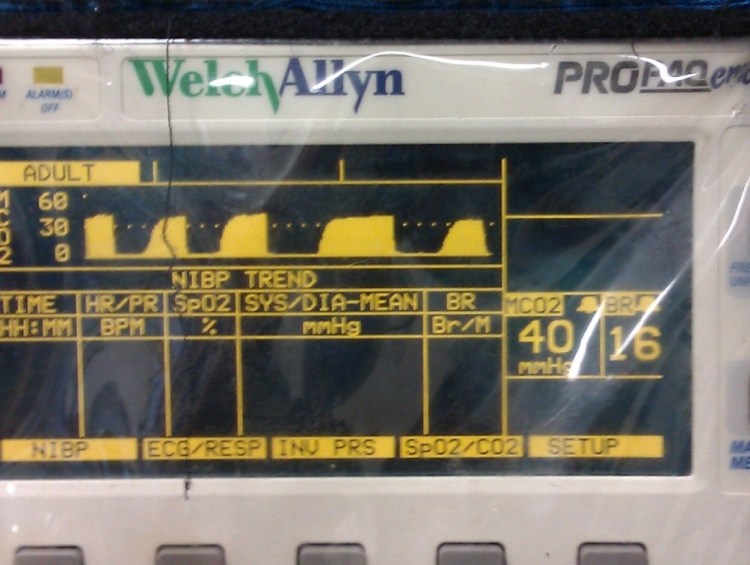 WelchAllyn
PROPAQ
ALARM(S)
OFF
ADULT
60
30
0
NIBP TREND
TIME HR/PR SpO2 SYS/DIA-MEAN BR
HH:MM BPM % mmHg Br/M
MCO2 BR
40 16
mmHg
NIBP ECG/RESP INV PRS SpO2/CO2 SETUP